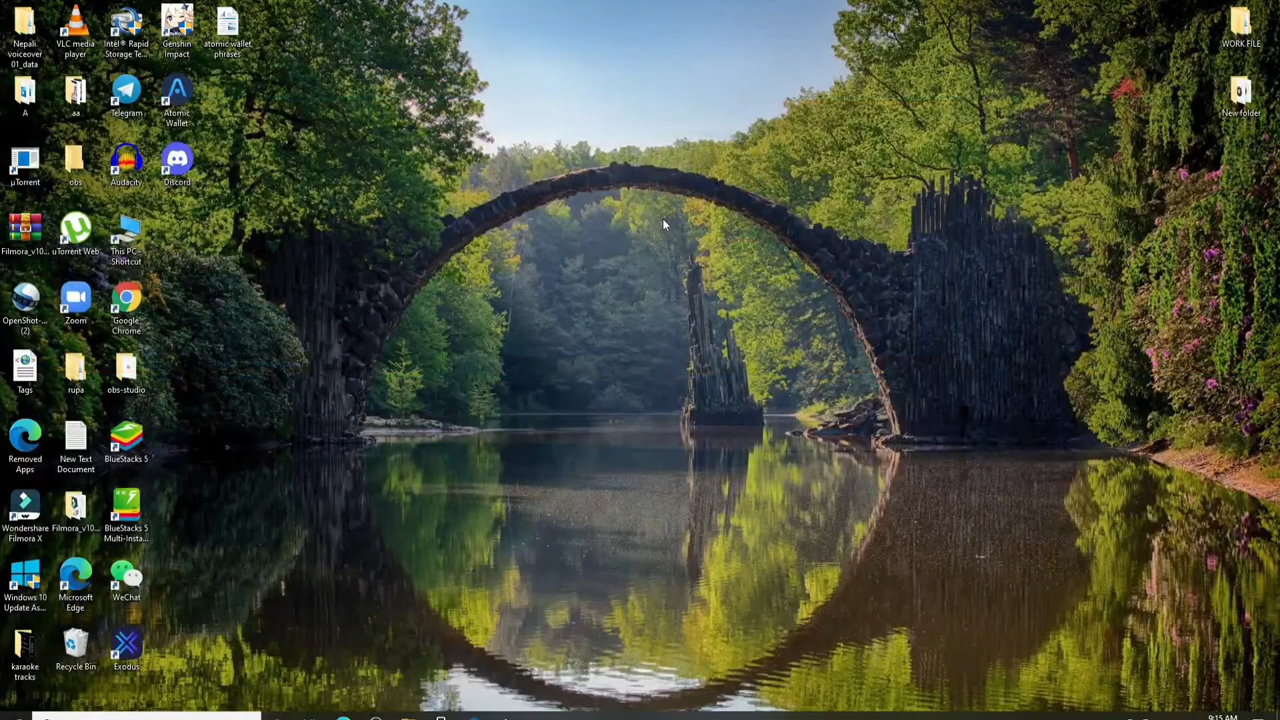 Nepali
voiceover
01_data
VLC media
player
Intel® Rapid
Storage Te...
Genshin
Impact
atomic wallet
phrases
A
aa
Telegram
Atomic
Wallet
µTorrent
obs
Audacity
Discord
Filmora_v10...
uTorrent Web
This PC -
Shortcut
OpenShot-...
(2)
Zoom
Google
Chrome
Tags
rupa
obs-studio
Removed
Apps
New Text
Document
BlueStacks 5
Wondershare
Filmora X
Filmora_v10...
BlueStacks 5
Multi-Insta...
Windows 10
Update As...
Microsoft
Edge
WeChat
karaoke
tracks
Recycle Bin
Exodus
WORK FILE
New folder
9:15 AM